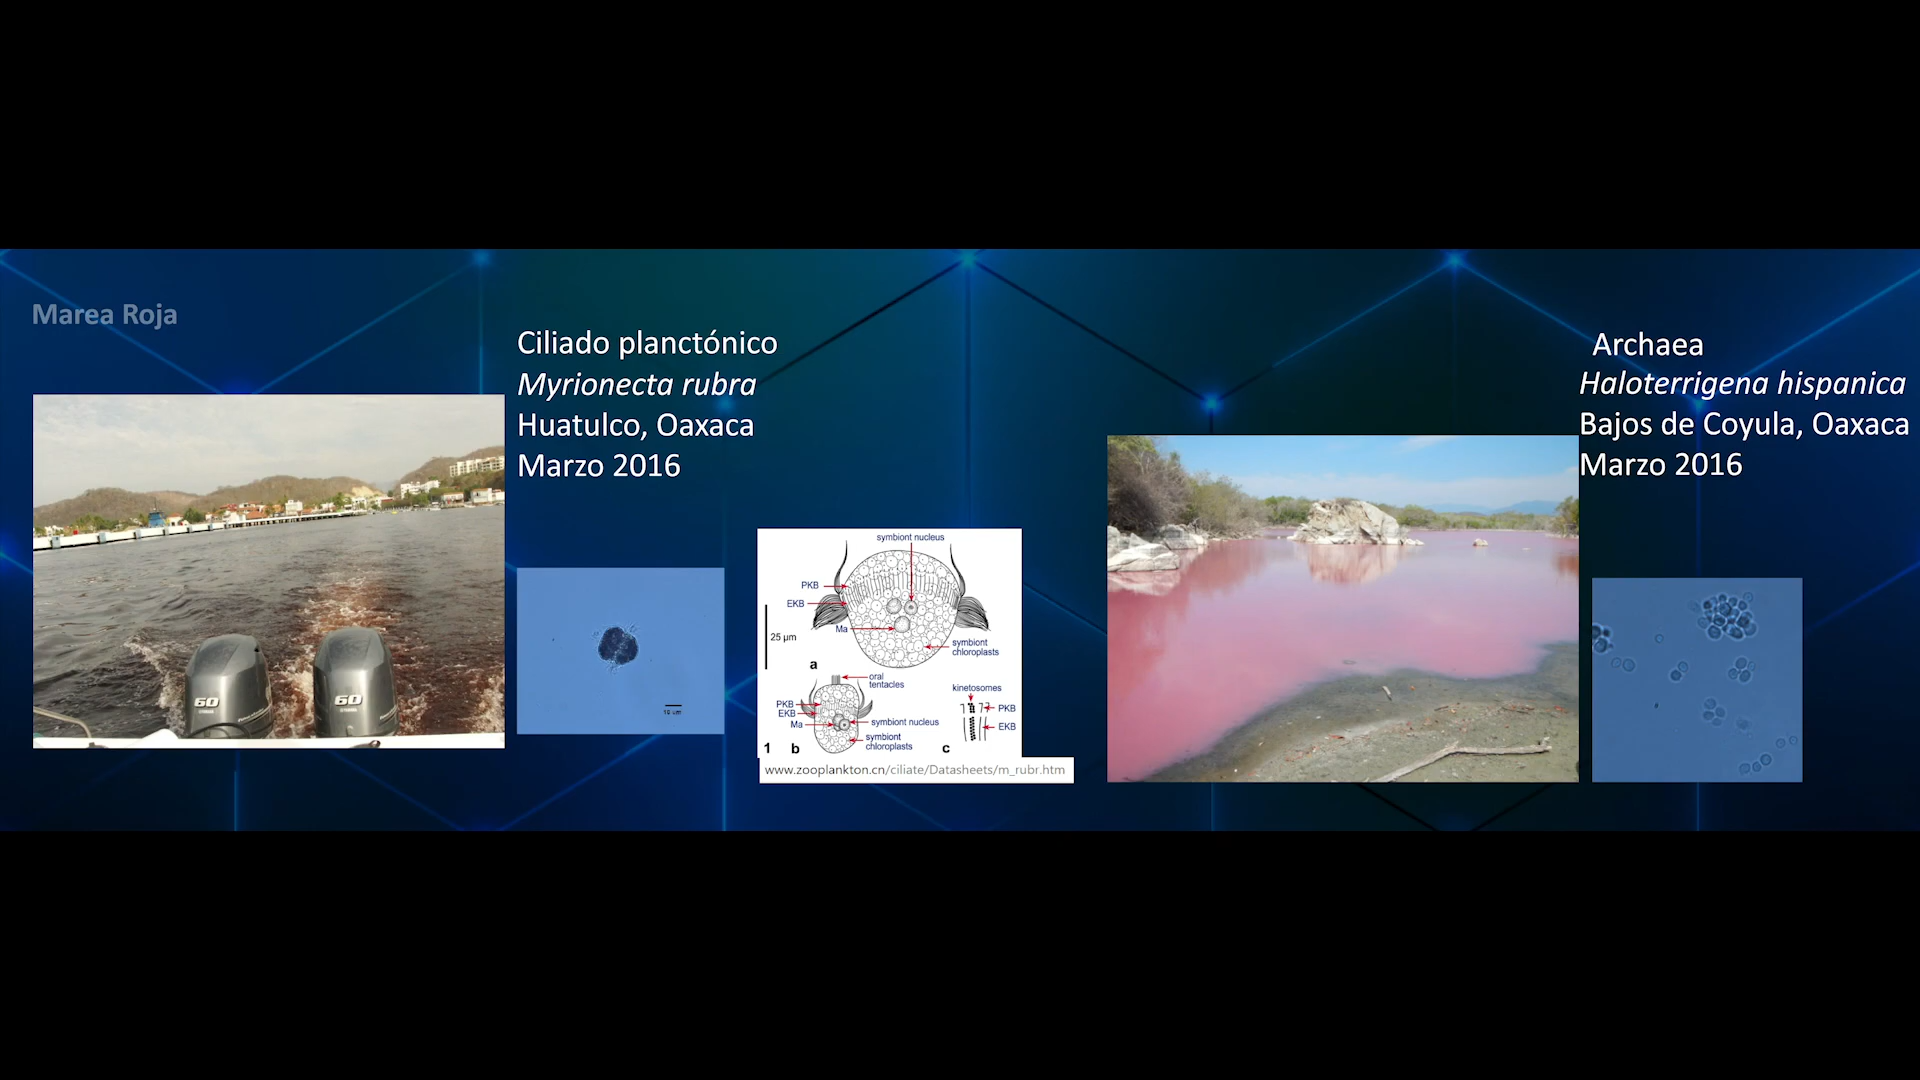 Marea Roja
Ciliado planctónico
Myrionecta rubra
Huatulco, Oaxaca
Marzo 2016
60
60
10 um
symbiont nucleus
PKB
EKB
25 µm
Ma
symbiont
chloroplasts
a
oral
tentacles
PKB
EKB
Ma
symbiont nucleus
symbiont
chloroplasts
1 b
kinetosomes
PKB
EKB
c
www.zooplankton.cn/ciliate/Datasheets/m_rubr.htm
Archaea
Haloterrigena hispanica
Bajos de Coyula, Oaxaca
Marzo 2016